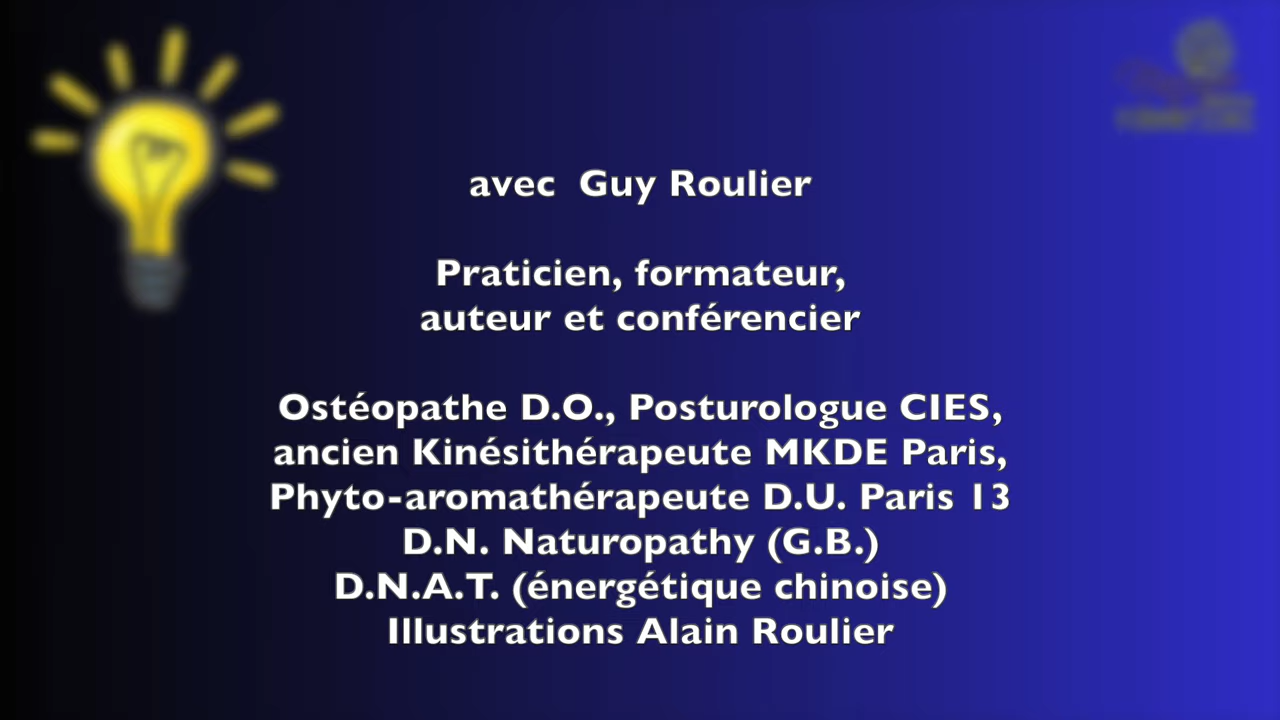 avec  Guy Roulier
Praticien, formateur,
auteur et conférencier
Ostéopathe D.O., Posturologue CIES,
ancien Kinésithérapeute MKDE Paris,
Phyto-aromathérapeute D.U. Paris 13
D.N. Naturopathy (G.B.)
D.N.A.T. (énergétique chinoise)
Illustrations Alain Roulier